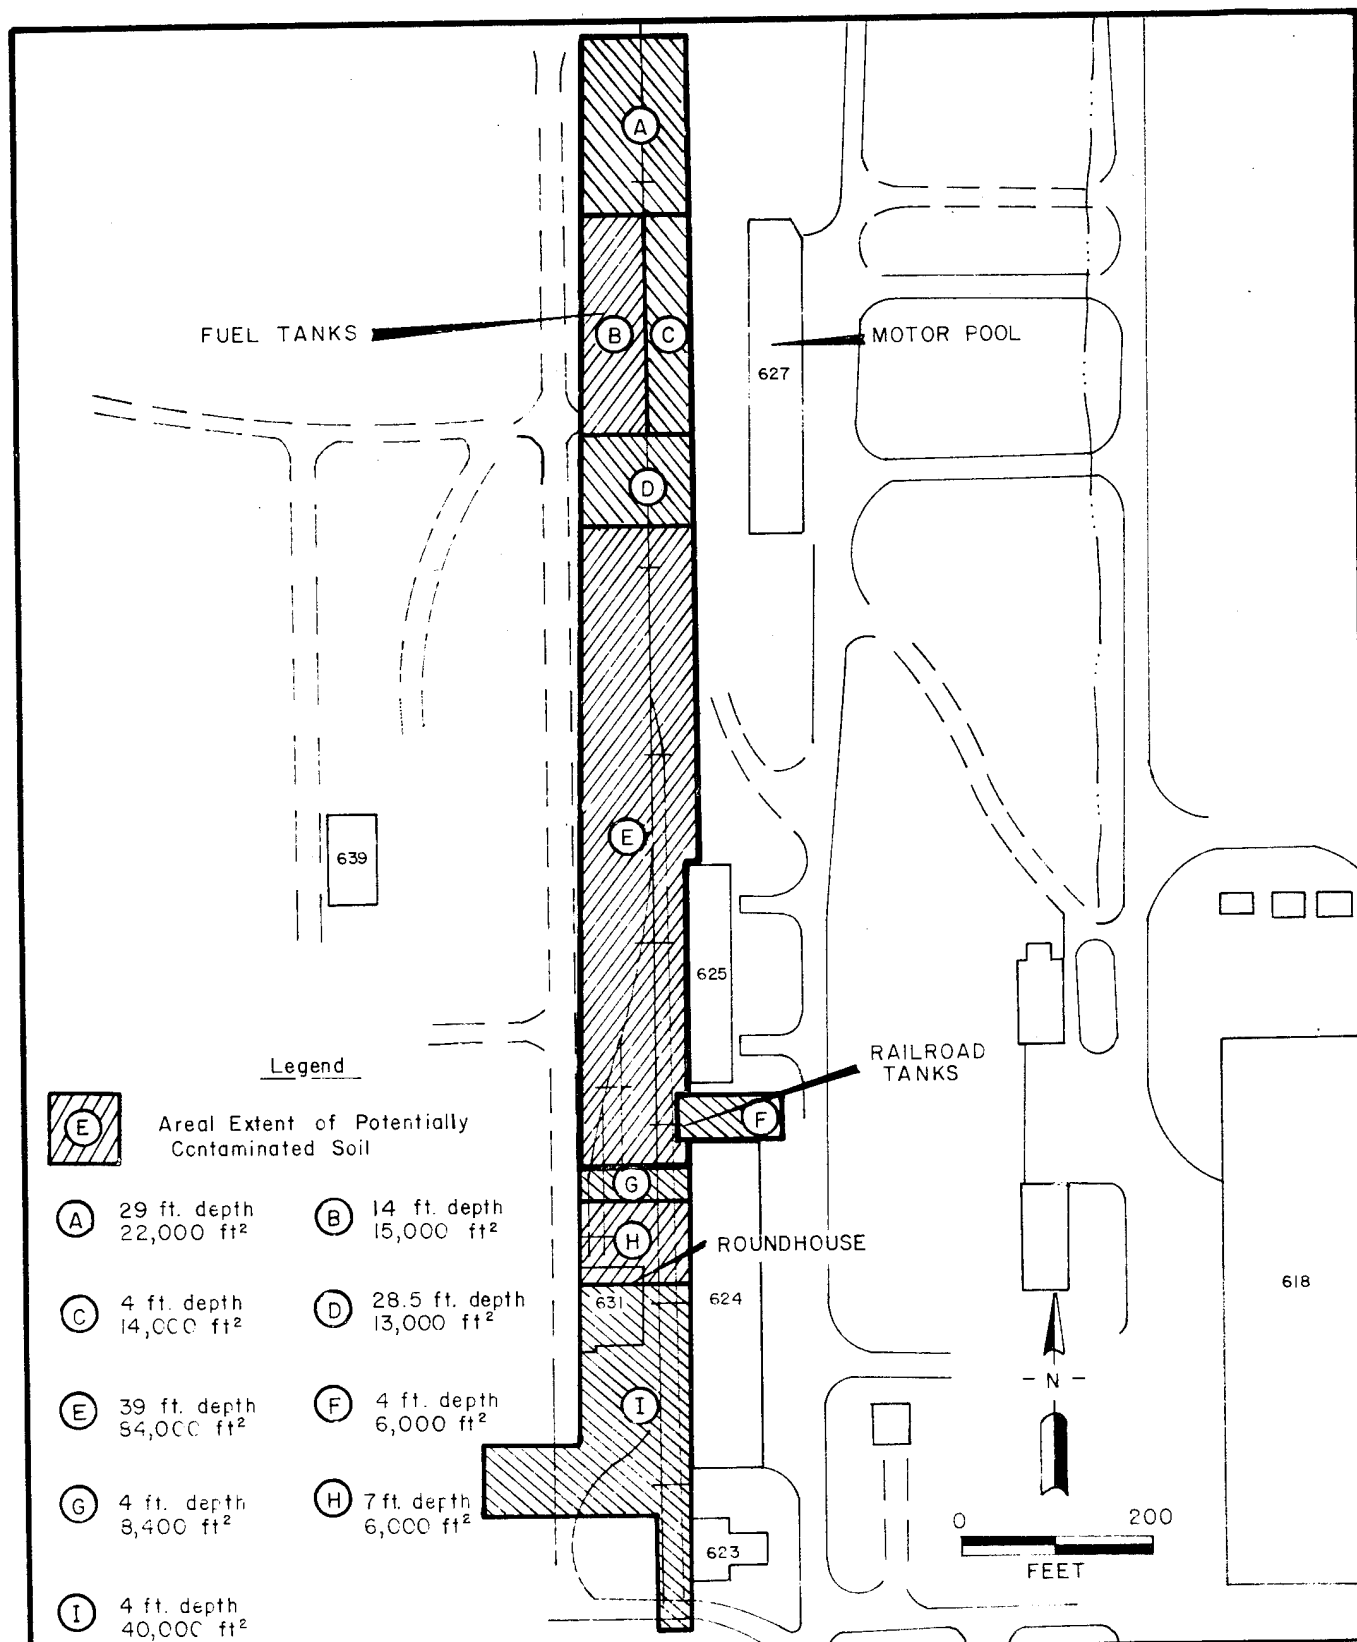 A
FUEL TANKS
B
C
MOTOR POOL
627
D
E
639
625
RAILROAD
TANKS
F
G
H
ROUNDHOUSE
631
624
618
I
623
N
0 200
FEET
Legend
E
Areal Extent of Potentially
Contaminated Soil
A 29 ft. depth
22,000 ft²
B 14 ft. depth
15,000 ft²
C 4 ft. depth
14,000 ft²
D 28.5 ft. depth
13,000 ft²
E 39 ft. depth
84,000 ft²
F 4 ft. depth
6,000 ft²
G 4 ft. depth
8,400 ft²
H 7 ft. depth
6,000 ft²
I 4 ft. depth
40,000 ft²